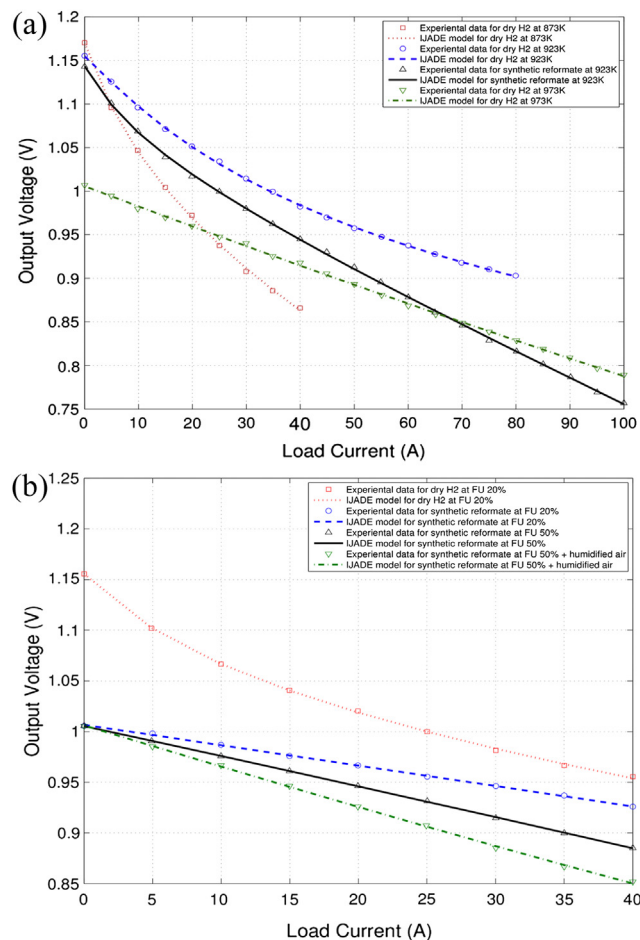 (a)
1.2
1.15
1.1
1.05
1
0.95
0.9
0.85
0.8
0.75
Output Voltage (V)
Experiental data for dry H2 at 873K
IJADE model for dry H2 at 873K
Experiental data for dry H2 at 923K
IJADE model for dry H2 at 923K
Experiental data for synthetic reformate at 923K
IJADE model for synthetic reformate at 923K
Experiental data for dry H2 at 973K
IJADE model for dry H2 at 973K
0 10 20 30 40 50 60 70 80 90 100
Load Current (A)
(b)
1.25
1.2
1.15
1.1
1.05
1
0.95
0.9
0.85
Output Voltage (V)
Experiental data for dry H2 at FU 20%
IJADE model for dry H2 at FU 20%
Experiental data for synthetic reformate at FU 20%
IJADE model for synthetic reformate at FU 20%
Experiental data for synthetic reformate at FU 50%
IJADE model for synthetic reformate at FU 50%
Experiental data for synthetic reformate at FU 50% + humidified air
IJADE model for synthetic reformate at FU 50% + humidified air
0 5 10 15 20 25 30 35 40
Load Current (A)